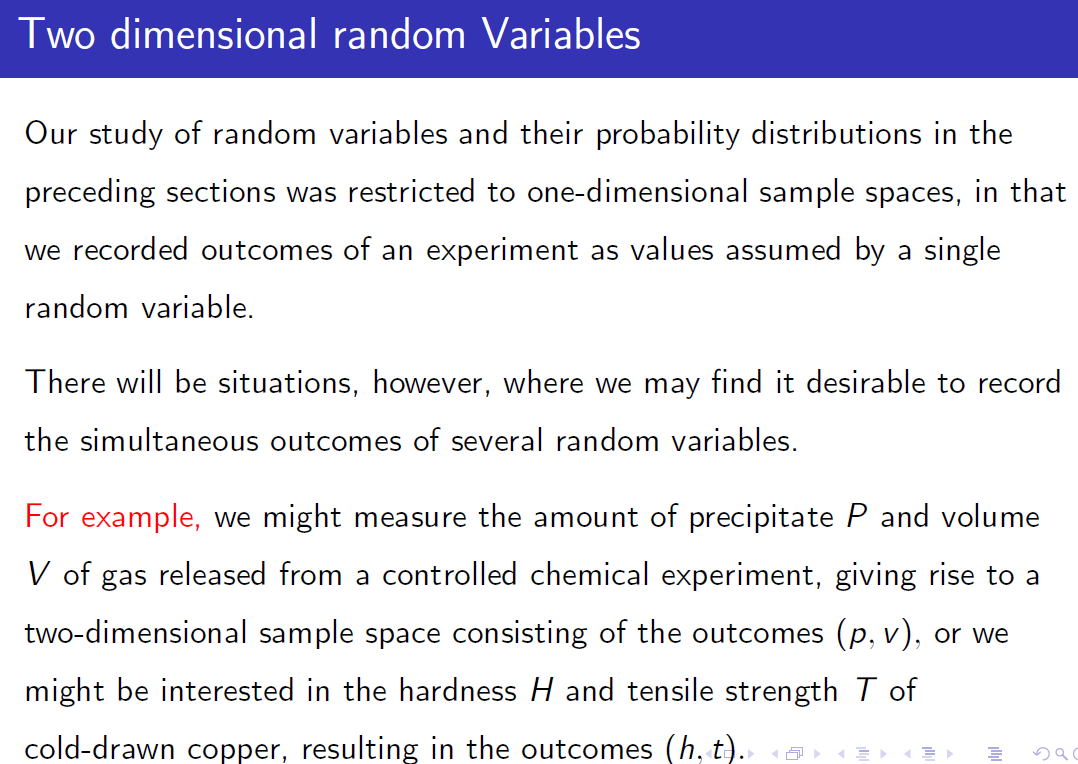 Two dimensional random Variables
Our study of random variables and their probability distributions in the
preceding sections was restricted to one-dimensional sample spaces, in that
we recorded outcomes of an experiment as values assumed by a single
random variable.
There will be situations, however, where we may find it desirable to record
the simultaneous outcomes of several random variables.
For example, we might measure the amount of precipitate P and volume
V of gas released from a controlled chemical experiment, giving rise to a
two-dimensional sample space consisting of the outcomes (p, v), or we
might be interested in the hardness H and tensile strength T of
cold-drawn copper, resulting in the outcomes (h, t).